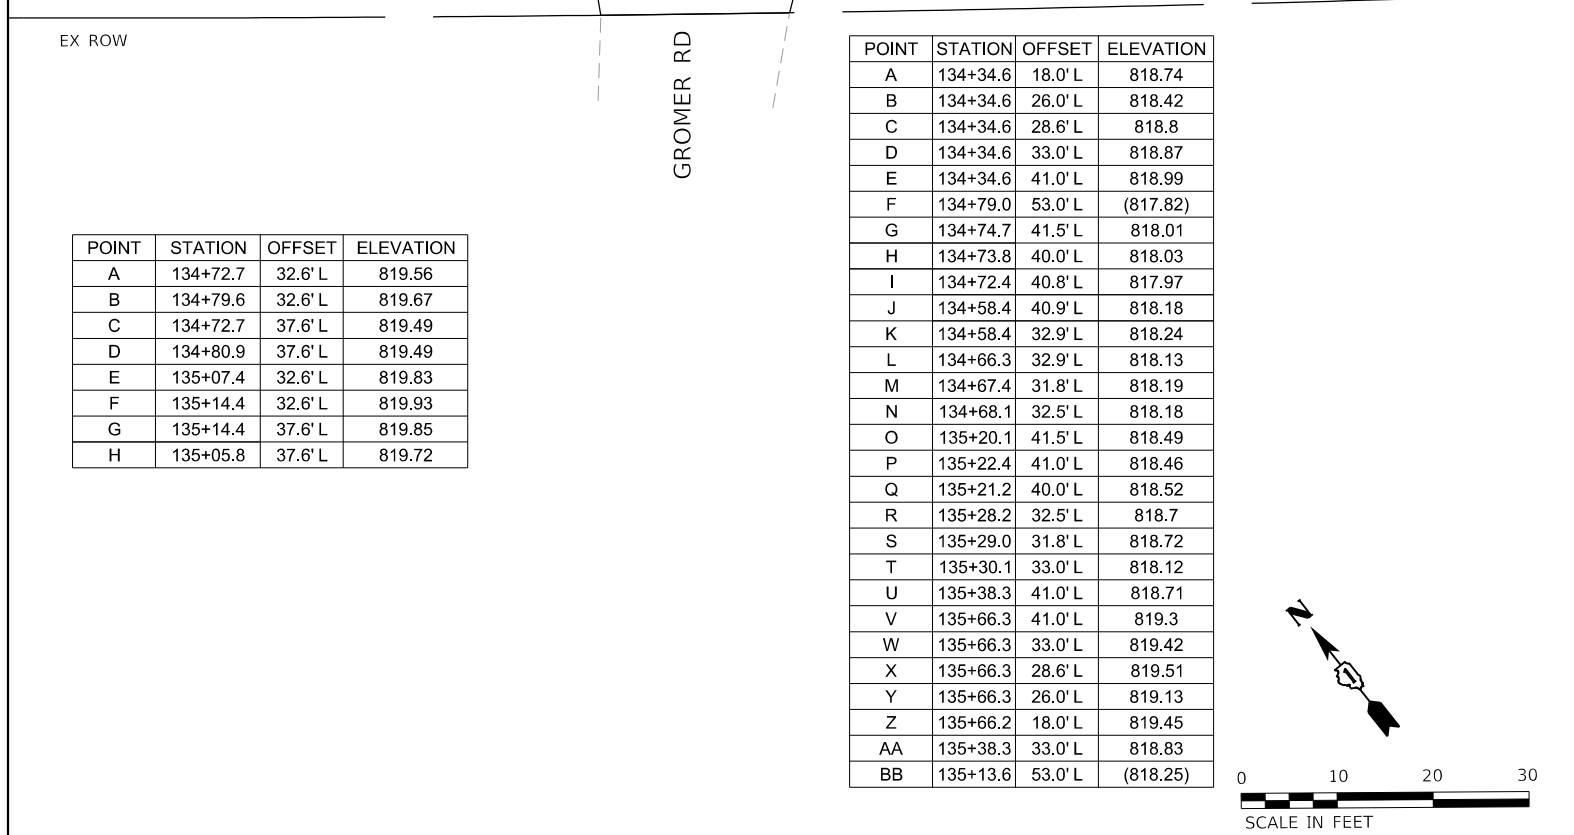 EX ROW
GROMER RD
POINT STATION OFFSET ELEVATION
A 134+72.7 32.6' L 819.56
B 134+79.6 32.6' L 819.67
C 134+72.7 37.6' L 819.49
D 134+80.9 37.6' L 819.49
E 135+07.4 32.6' L 819.83
F 135+14.4 32.6' L 819.93
G 135+14.4 37.6' L 819.85
H 135+05.8 37.6' L 819.72
POINT STATION OFFSET ELEVATION
A 134+34.6 18.0' L 818.74
B 134+34.6 26.0' L 818.42
C 134+34.6 28.6' L 818.8
D 134+34.6 33.0' L 818.87
E 134+34.6 41.0' L 818.99
F 134+79.0 53.0' L (817.82)
G 134+74.7 41.5' L 818.01
H 134+73.8 40.0' L 818.03
I 134+72.4 40.8' L 817.97
J 134+58.4 40.9' L 818.18
K 134+58.4 32.9' L 818.24
L 134+66.3 32.9' L 818.13
M 134+67.4 31.8' L 818.19
N 134+68.1 32.5' L 818.18
O 135+20.1 41.5' L 818.49
P 135+22.4 41.0' L 818.46
Q 135+21.2 40.0' L 818.52
R 135+28.2 32.5' L 818.7
S 135+29.0 31.8' L 818.72
T 135+30.1 33.0' L 818.12
U 135+38.3 41.0' L 818.71
V 135+66.3 41.0' L 819.3
W 135+66.3 33.0' L 819.42
X 135+66.3 28.6' L 819.51
Y 135+66.3 26.0' L 819.13
Z 135+66.2 18.0' L 819.45
AA 135+38.3 33.0' L 818.83
BB 135+13.6 53.0' L (818.25)
N
1
0 10 20 30
SCALE IN FEET